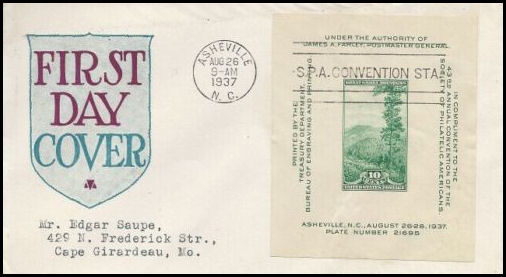 FIRST
DAY
COVER
ASHEVILLE
AUG 26
9-AM
1937
N. C.
S.P.A. CONVENTION STA.
UNDER THE AUTHORITY OF
JAMES A. FARLEY, POSTMASTER GENERAL
PRINTED BY THE
TREASURY DEPARTMENT,
BUREAU OF ENGRAVING AND PRINTING
IN COMPLIMENT TO THE
43RD ANNUAL CONVENTION OF THE
SOCIETY OF PHILATELIC AMERICANS
10
CENTS
UNITED STATES POSTAGE
ASHEVILLE, N.C., AUGUST 26-28, 1937.
PLATE NUMBER 21695
Mr. Edgar Saupe,
429 N. Frederick Str.,
Cape Girardeau, Mo.